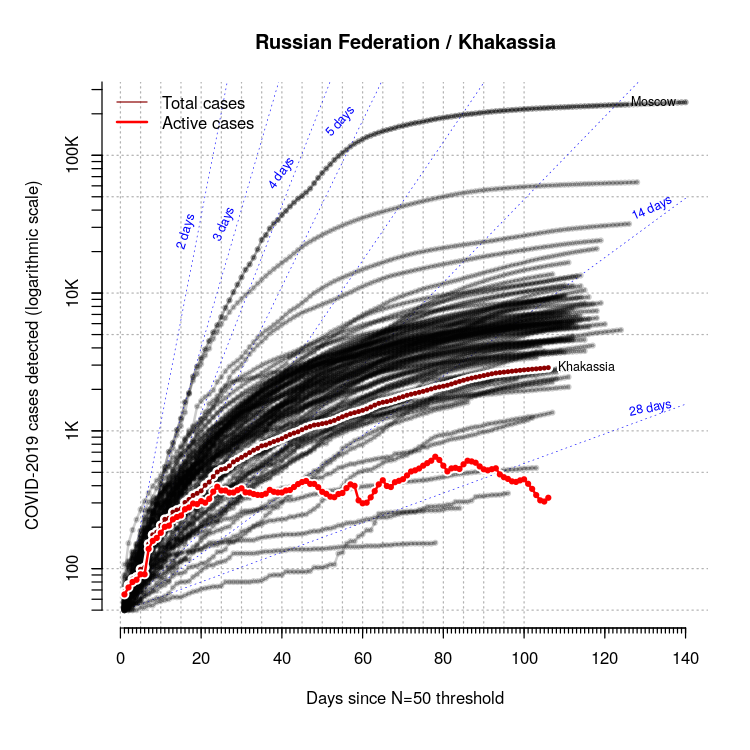 Russian Federation / Khakassia
Total cases
Active cases
2 days
3 days
4 days
5 days
14 days
28 days
Moscow
Khakassia
COVID-2019 cases detected (logarithmic scale)
100K
10K
1K
100
0 20 40 60 80 100 120 140
Days since N=50 threshold